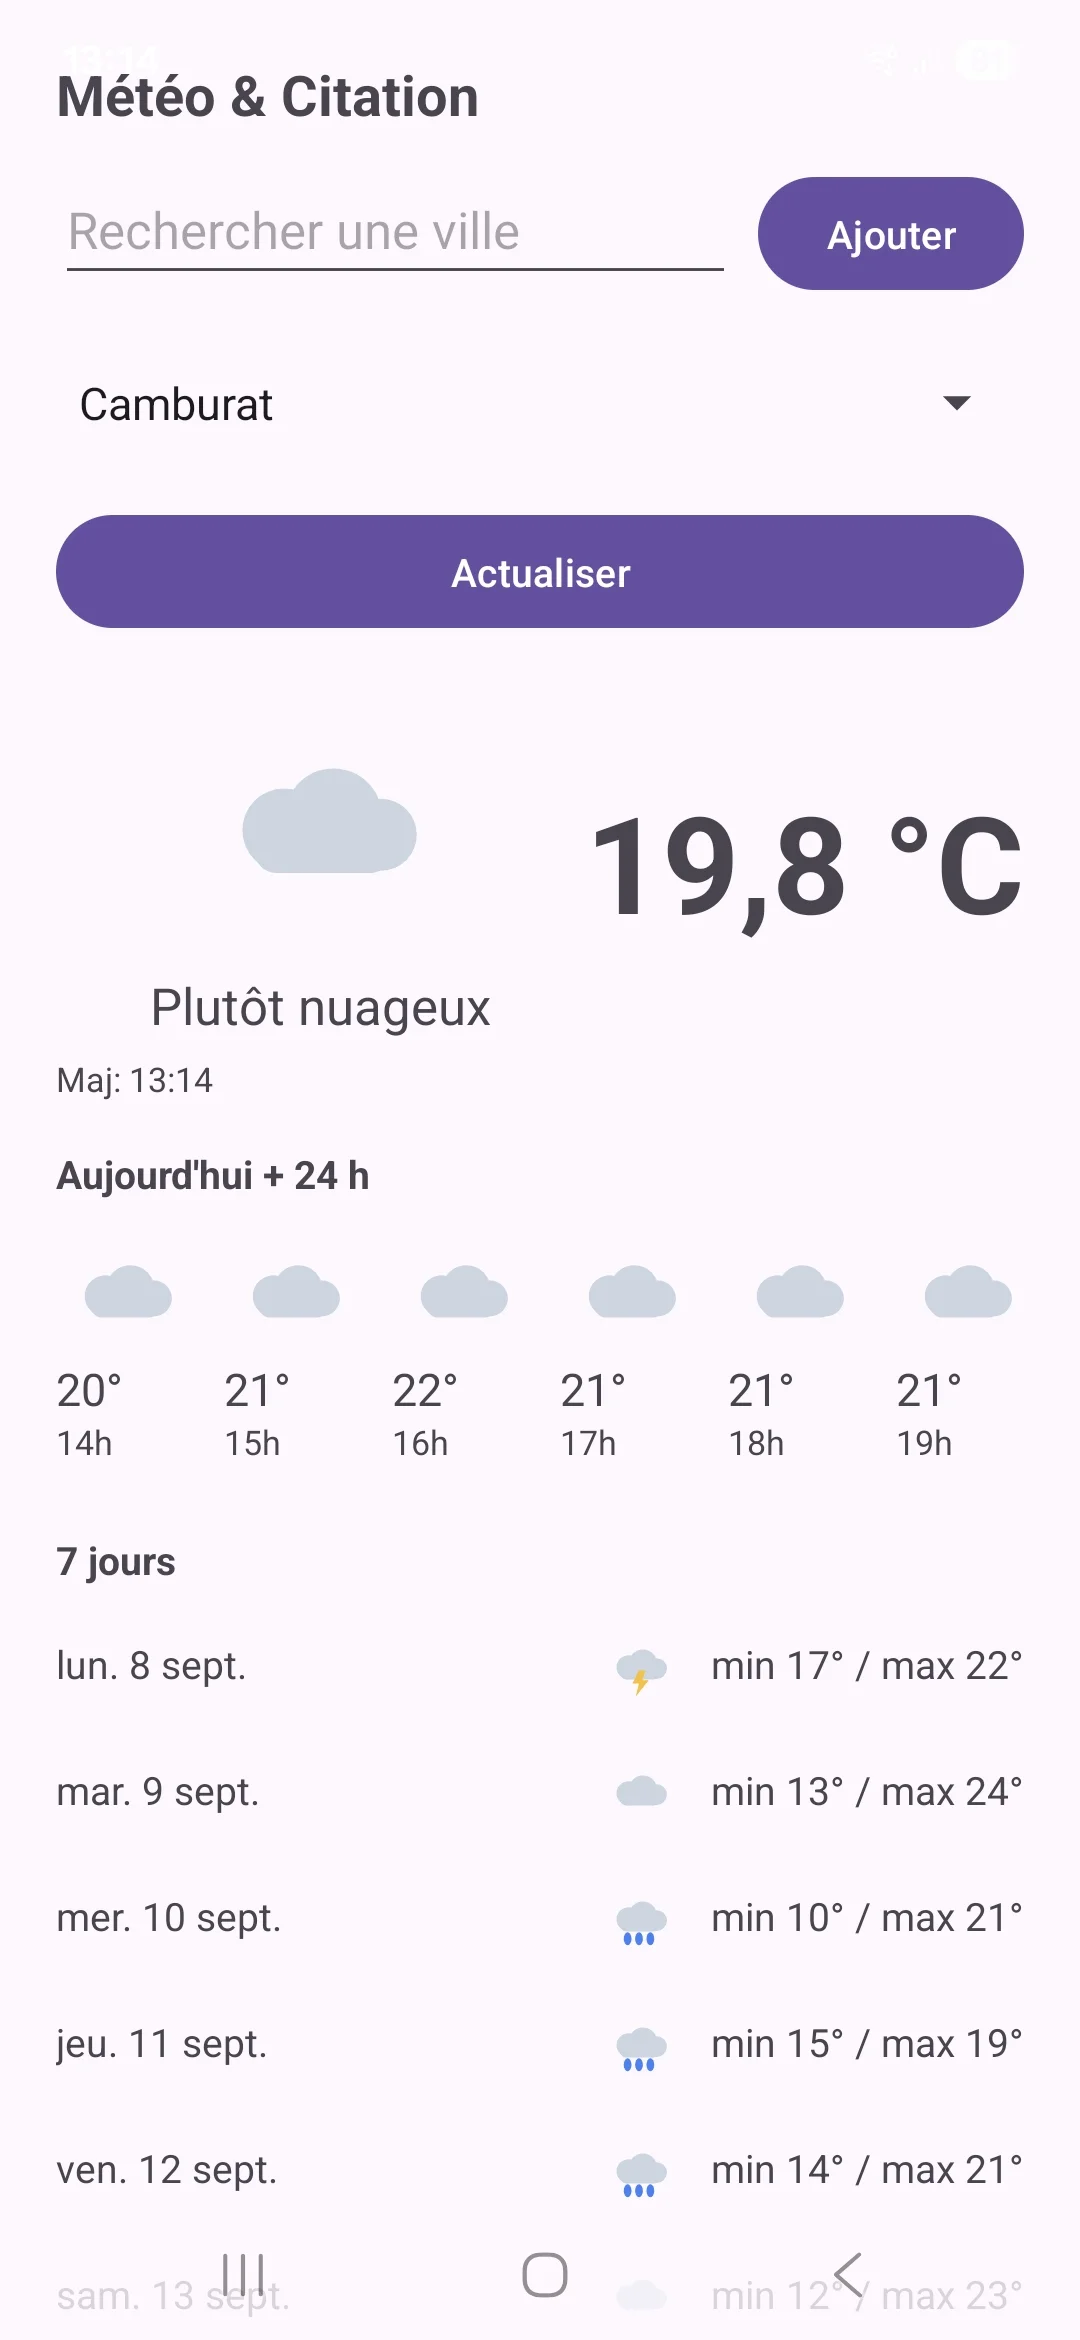 13:14
Météo & Citation
Rechercher une ville
Ajouter
Camburat
Actualiser
19,8 °C
Plutôt nuageux
Maj: 13:14
Aujourd'hui + 24 h
20° 21° 22° 21° 21° 21°
14h 15h 16h 17h 18h 19h
7 jours
lun. 8 sept. min 17° / max 22°
mar. 9 sept. min 13° / max 24°
mer. 10 sept. min 10° / max 21°
jeu. 11 sept. min 15° / max 19°
ven. 12 sept. min 14° / max 21°
sam. 13 sept. min 12° / max 23°